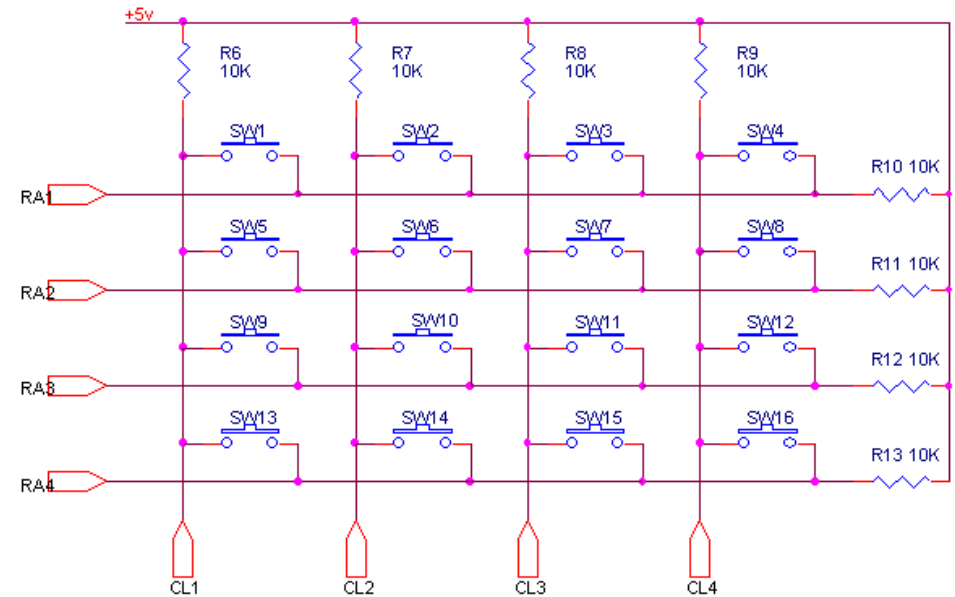 +5v
R6
10K
R7
10K
R8
10K
R9
10K
SW1 SW2 SW3 SW4
R10 10K
RA1
SW5 SW6 SW7 SW8
R11 10K
RA2
SW9 SW10 SW11 SW12
R12 10K
RA3
SW13 SW14 SW15 SW16
R13 10K
RA4
CL1 CL2 CL3 CL4